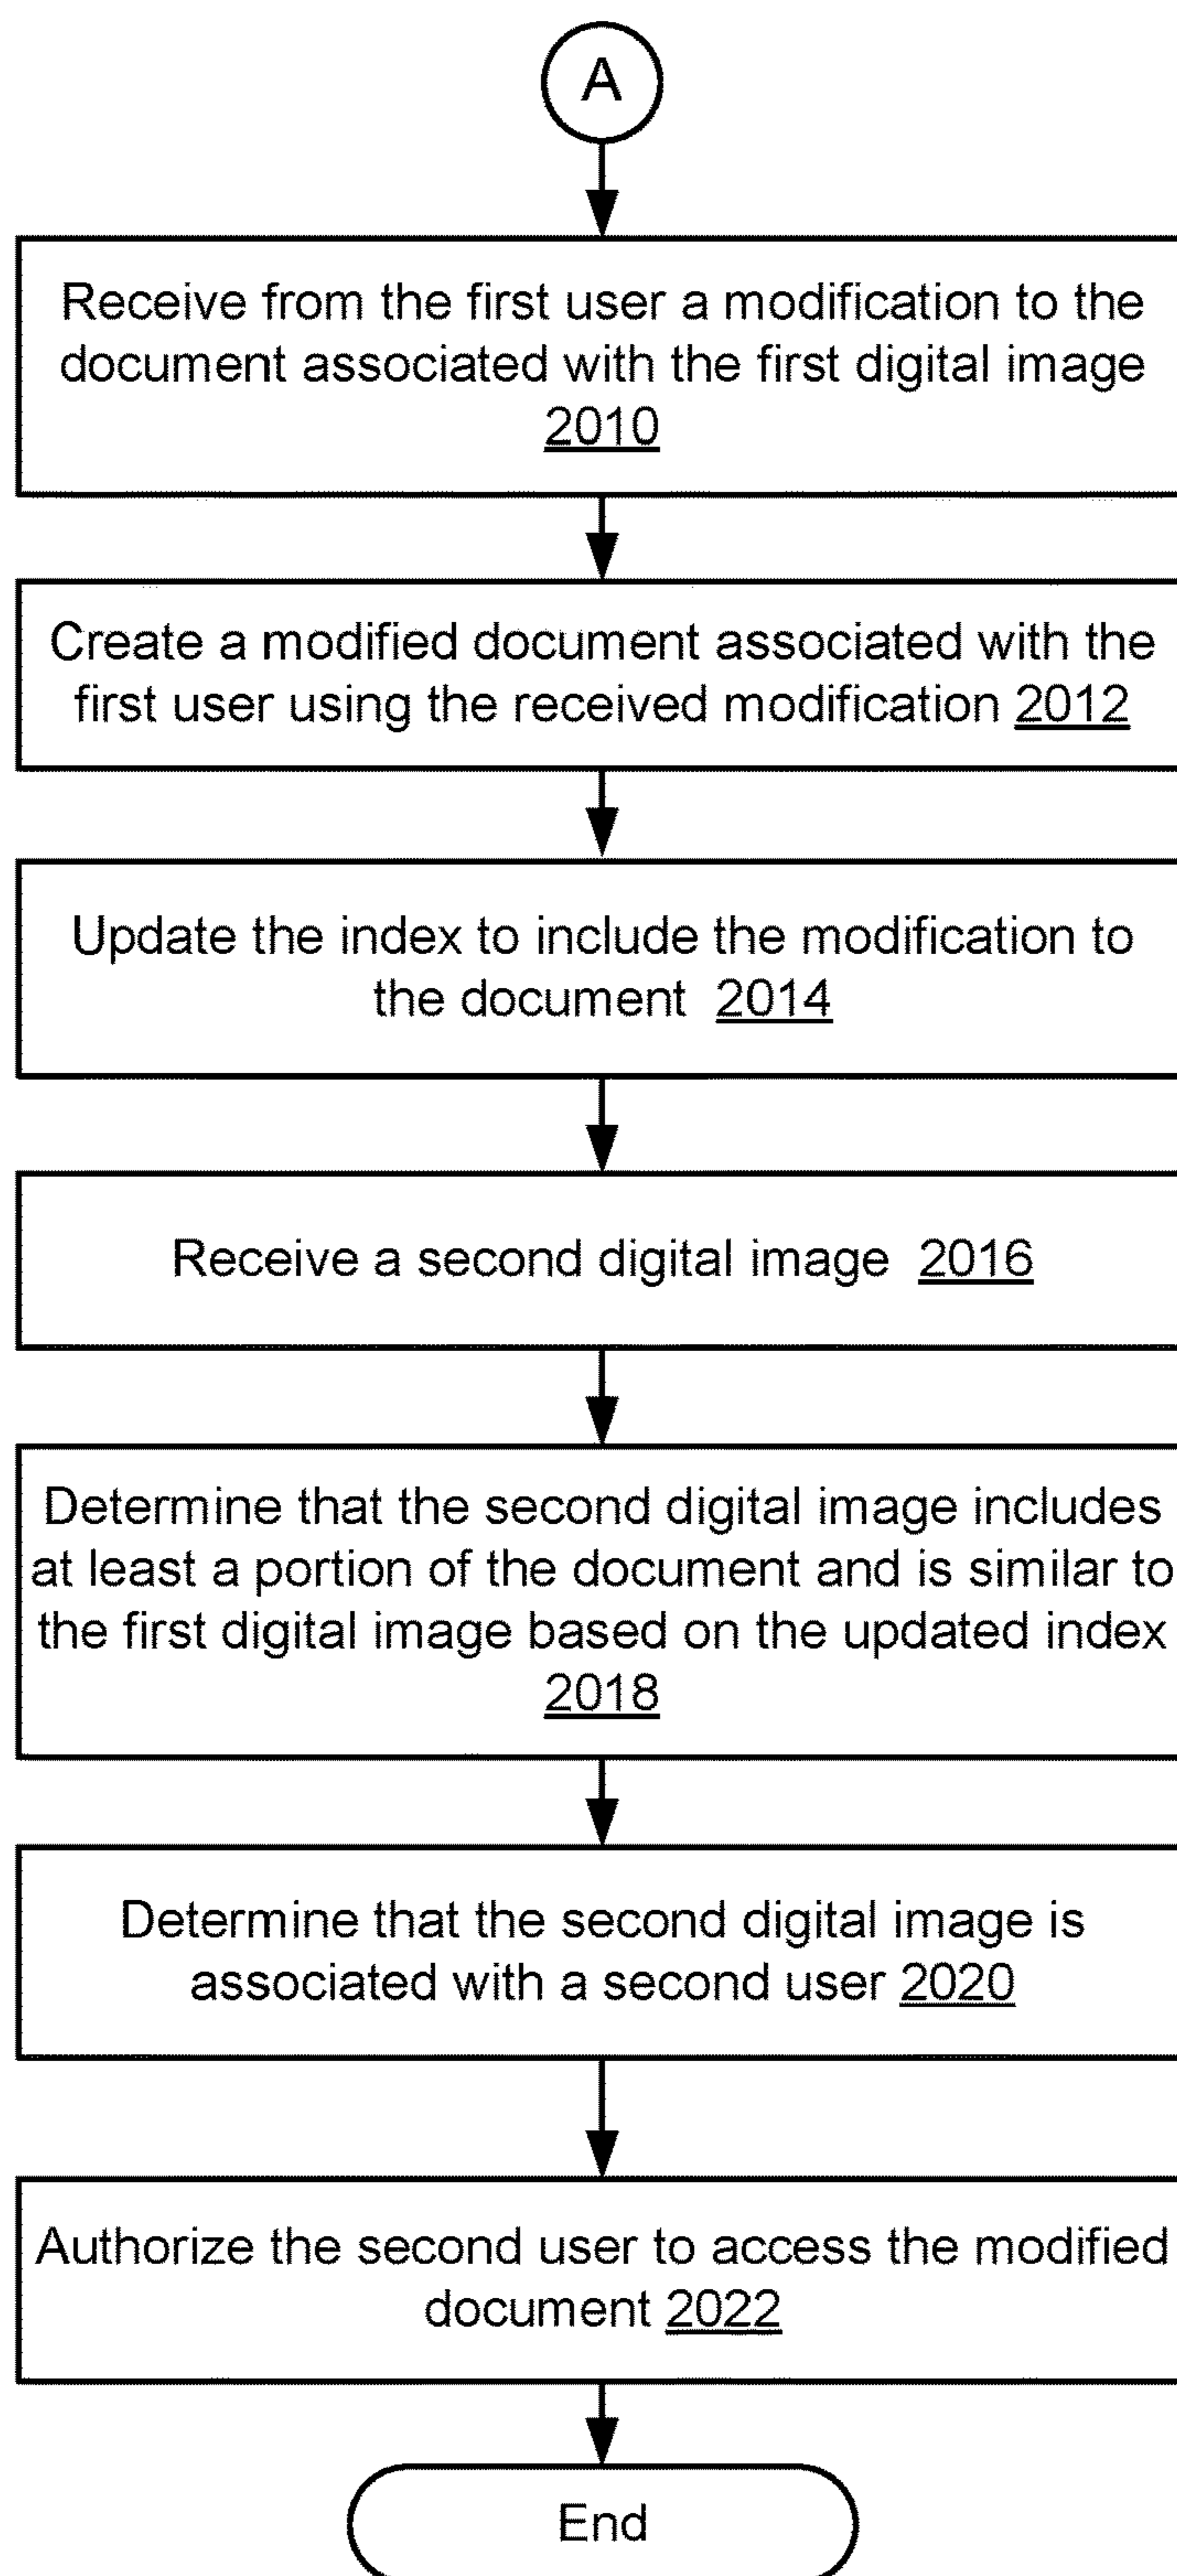 A
Receive from the first user a modification to the
document associated with the first digital image
2010
Create a modified document associated with the
first user using the received modification 2012
Update the index to include the modification to
the document 2014
Receive a second digital image 2016
Determine that the second digital image includes
at least a portion of the document and is similar to
the first digital image based on the updated index
2018
Determine that the second digital image is
associated with a second user 2020
Authorize the second user to access the modified
document 2022
End